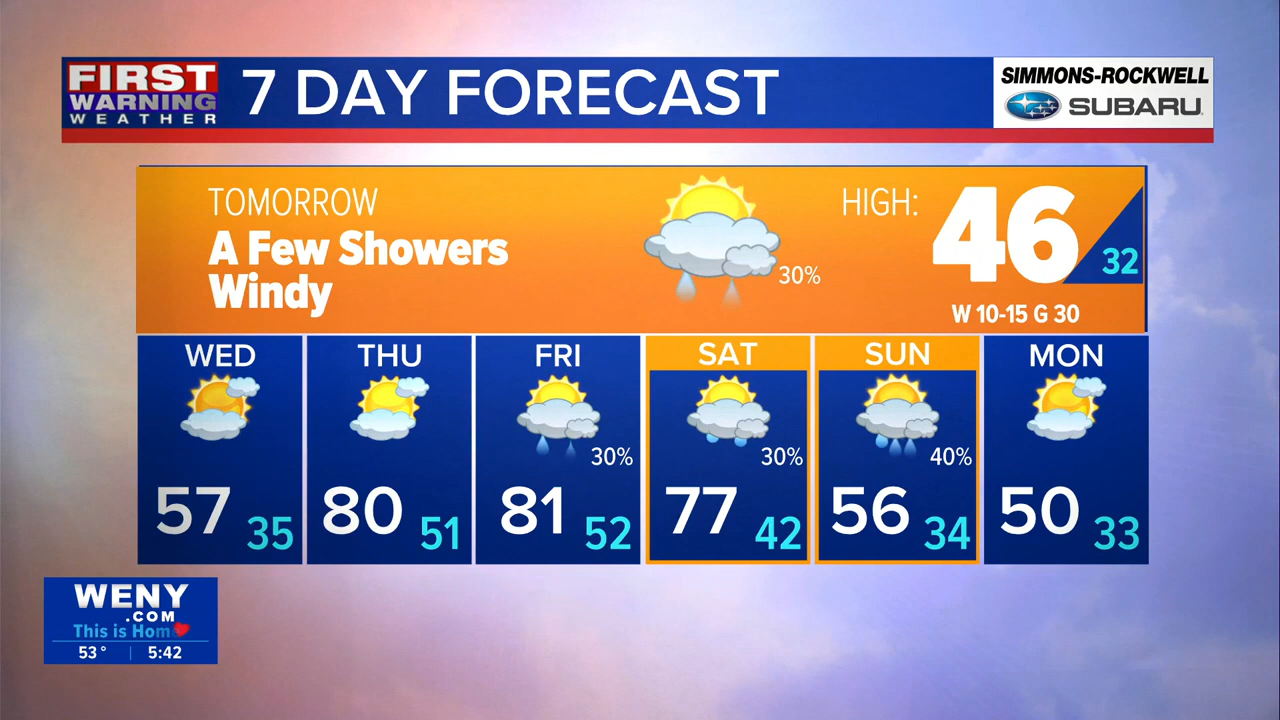 FIRST
WARNING
WEATHER
7 DAY FORECAST
SIMMONS-ROCKWELL
SUBARU
TOMORROW
A Few Showers
Windy
30%
HIGH:
46
32
W 10-15 G 30
WED
57 35
THU
80 51
FRI
30%
81 52
SAT
30%
77 42
SUN
40%
56 34
MON
50 33
WENY
.COM
This is Home
53° | 5:42